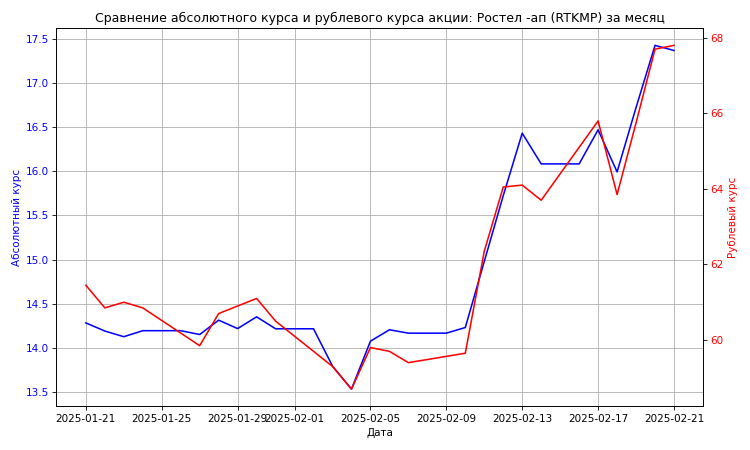 Сравнение абсолютного курса и рублевого курса акции: Ростел -ап (RTKMP) за месяц
17.5
17.0
16.5
16.0
15.5
15.0
14.5
14.0
13.5
Абсолютный курс
68
66
64
62
60
Рублевый курс
2025-01-21 2025-01-25 2025-01-29 2025-02-01 2025-02-05 2025-02-09 2025-02-13 2025-02-17 2025-02-21
Дата